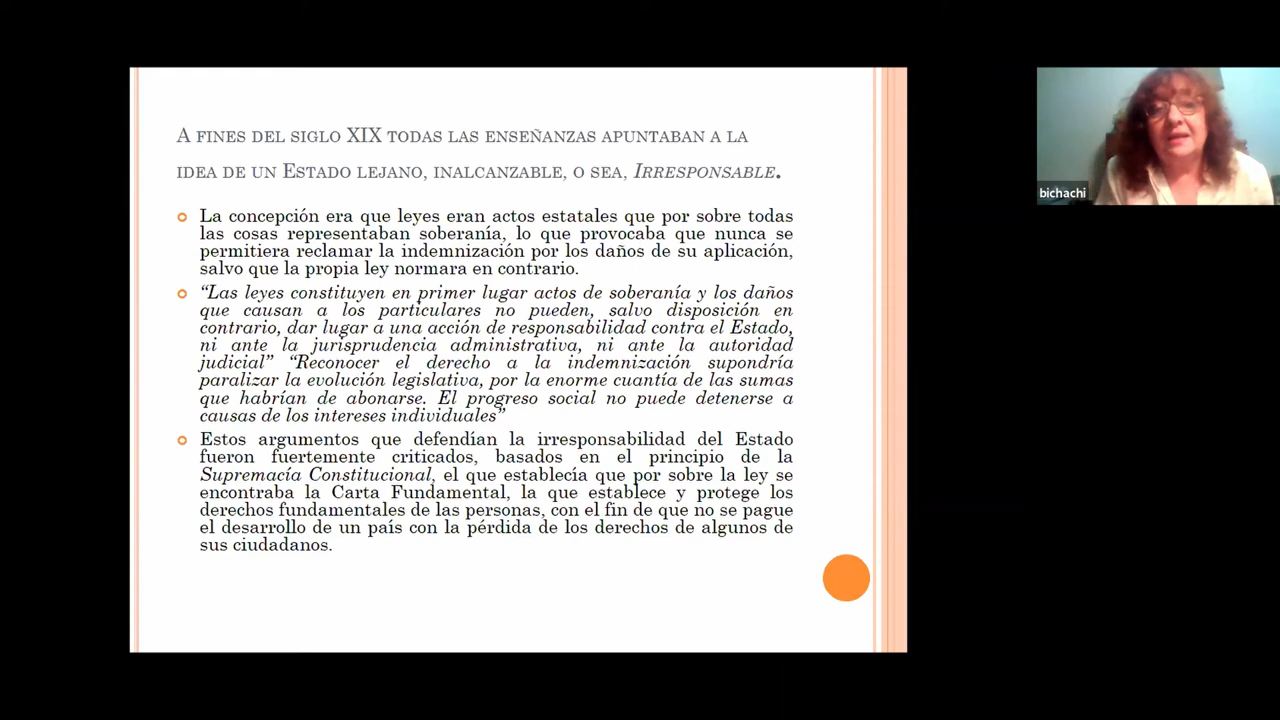 A FINES DEL SIGLO XIX TODAS LAS ENSEÑANZAS APUNTABAN A LA
IDEA DE UN ESTADO LEJANO, INALCANZABLE, O SEA, IRRESPONSABLE.
La concepción era que leyes eran actos estatales que por sobre todas
las cosas representaban soberanía, lo que provocaba que nunca se
permitiera reclamar la indemnización por los daños de su aplicación,
salvo que la propia ley normara en contrario.
“Las leyes constituyen en primer lugar actos de soberanía y los daños
que causan a los particulares no pueden, salvo disposición en
contrario, dar lugar a una acción de responsabilidad contra el Estado,
ni ante la jurisprudencia administrativa, ni ante la autoridad
judicial” “Reconocer el derecho a la indemnización supondría
paralizar la evolución legislativa, por la enorme cuantía de las sumas
que habrían de abonarse. El progreso social no puede detenerse a
causas de los intereses individuales”
Estos argumentos que defendían la irresponsabilidad del Estado
fueron fuertemente criticados, basados en el principio de la
Supremacía Constitucional, el que establecía que por sobre la ley se
encontraba la Carta Fundamental, la que establece y protege los
derechos fundamentales de las personas, con el fin de que no se pague
el desarrollo de un país con la pérdida de los derechos de algunos de
sus ciudadanos.
bichachi